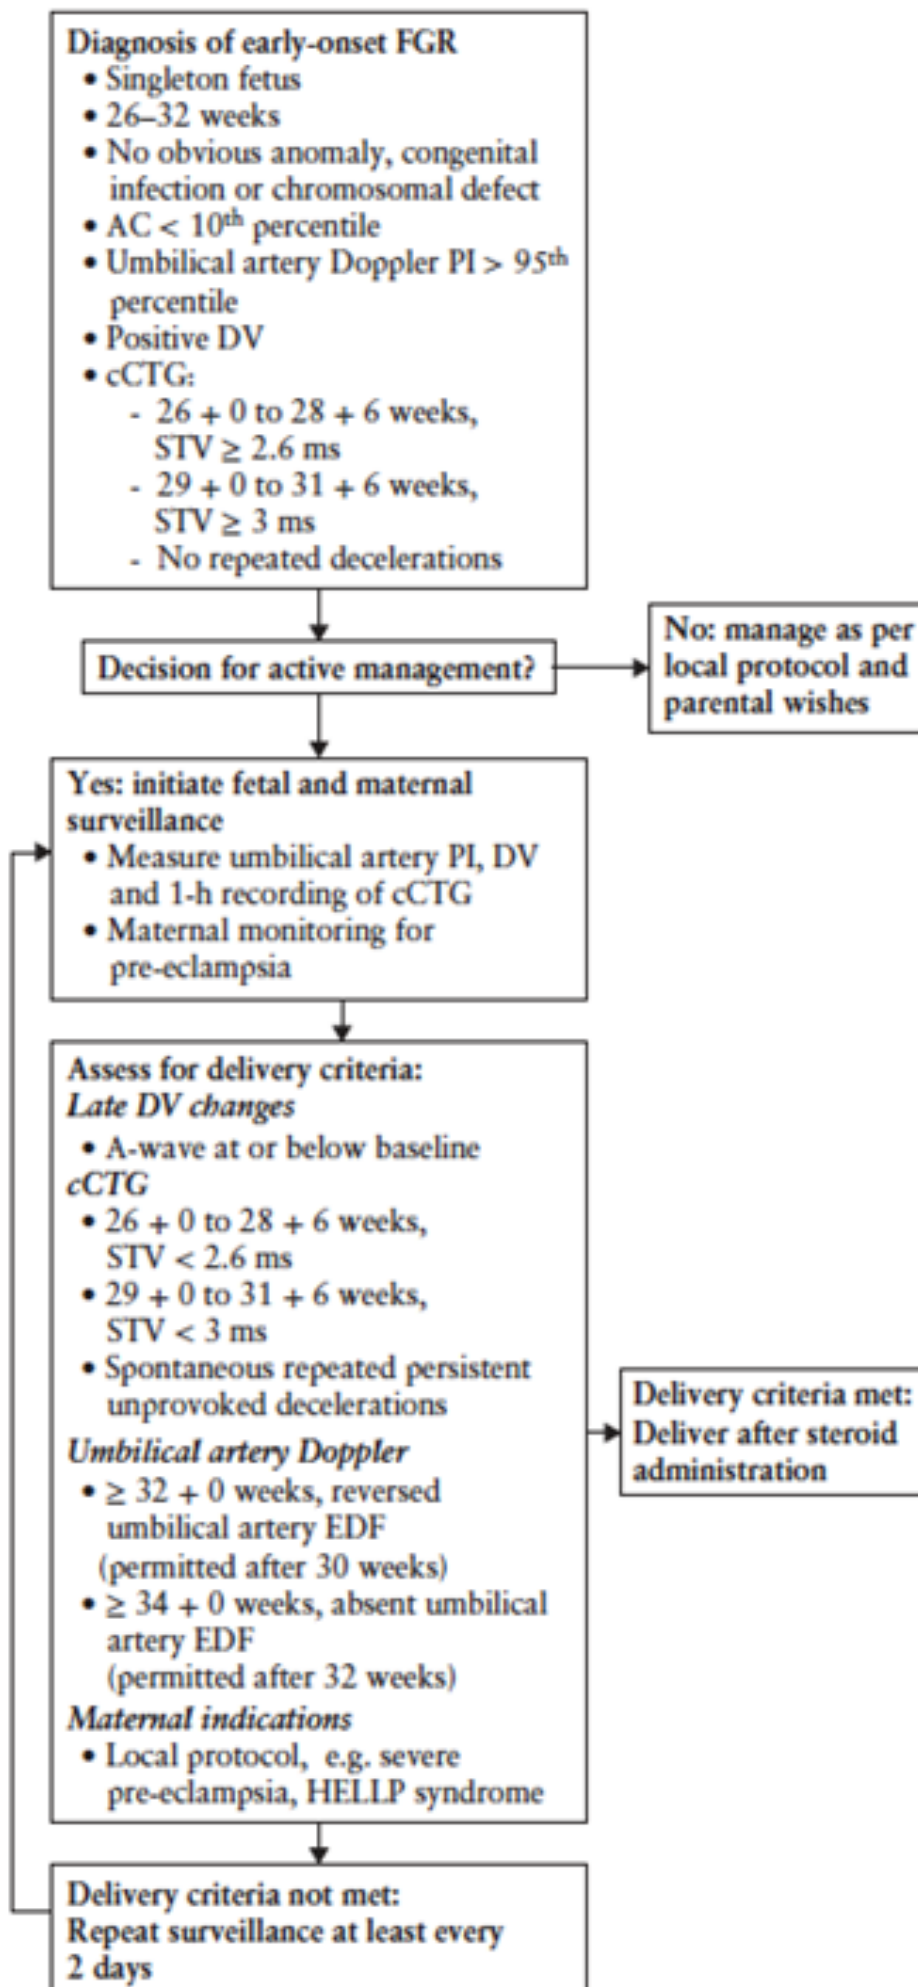 Diagnosis of early-onset FGR
• Singleton fetus
• 26–32 weeks
• No obvious anomaly, congenital
infection or chromosomal defect
• AC < 10th percentile
• Umbilical artery Doppler PI > 95th
percentile
• Positive DV
• cCTG:
- 26 + 0 to 28 + 6 weeks,
STV ≥ 2.6 ms
- 29 + 0 to 31 + 6 weeks,
STV ≥ 3 ms
- No repeated decelerations
Decision for active management?
No: manage as per
local protocol and
parental wishes
Yes: initiate fetal and maternal
surveillance
• Measure umbilical artery PI, DV
and 1-h recording of cCTG
• Maternal monitoring for
pre-eclampsia
Assess for delivery criteria:
Late DV changes
• A-wave at or below baseline
cCTG
• 26 + 0 to 28 + 6 weeks,
STV < 2.6 ms
• 29 + 0 to 31 + 6 weeks,
STV < 3 ms
• Spontaneous repeated persistent
unprovoked decelerations
Umbilical artery Doppler
• ≥ 32 + 0 weeks, reversed
umbilical artery EDF
(permitted after 30 weeks)
• ≥ 34 + 0 weeks, absent umbilical
artery EDF
(permitted after 32 weeks)
Maternal indications
• Local protocol, e.g. severe
pre-eclampsia, HELLP syndrome
Delivery criteria met:
Deliver after steroid
administration
Delivery criteria not met:
Repeat surveillance at least every
2 days